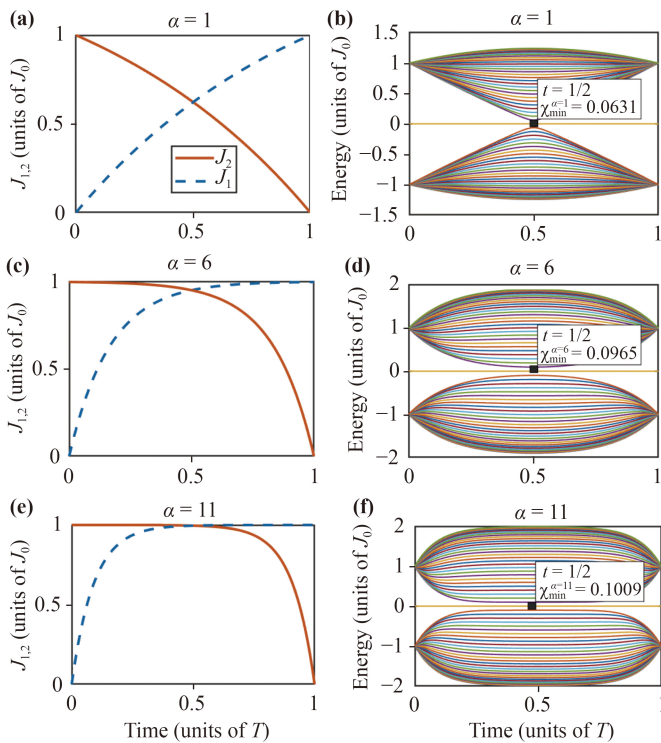 (a) α = 1
J1,2 (units of J0)
1
0.5
0
0 0.5 1
J2
J1
(b) α = 1
Energy (units of J0)
1.5
1
0.5
0
−0.5
−1
−1.5
0 0.5 1
t = 1/2
χ^{α=1}_{min} = 0.0631
(c) α = 6
J1,2 (units of J0)
1
0.5
0
0 0.5 1
(d) α = 6
Energy (units of J0)
2
1
0
−1
−2
0 0.5 1
t = 1/2
χ^{α=6}_{min} = 0.0965
(e) α = 11
J1,2 (units of J0)
1
0.5
0
0 0.5 1
Time (units of T)
(f) α = 11
Energy (units of J0)
2
1
0
−1
−2
0 0.5 1
Time (units of T)
t = 1/2
χ^{α=11}_{min} = 0.1009